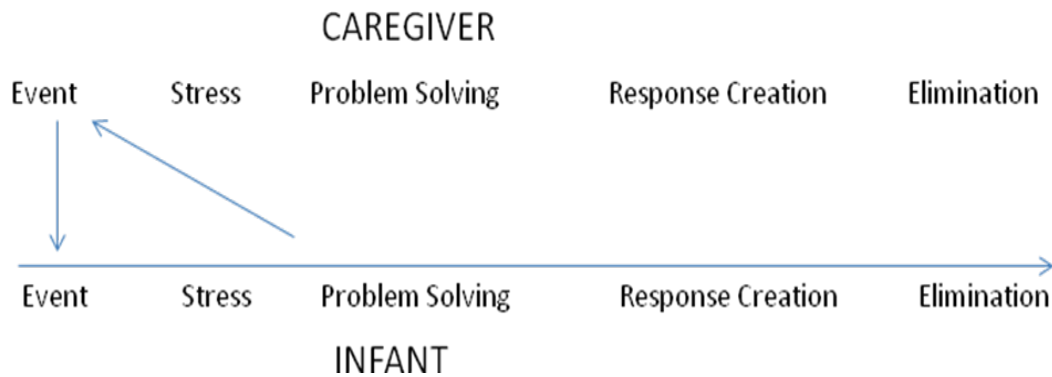 CAREGIVER
Event Stress Problem Solving Response Creation Elimination
Event Stress Problem Solving Response Creation Elimination
INFANT